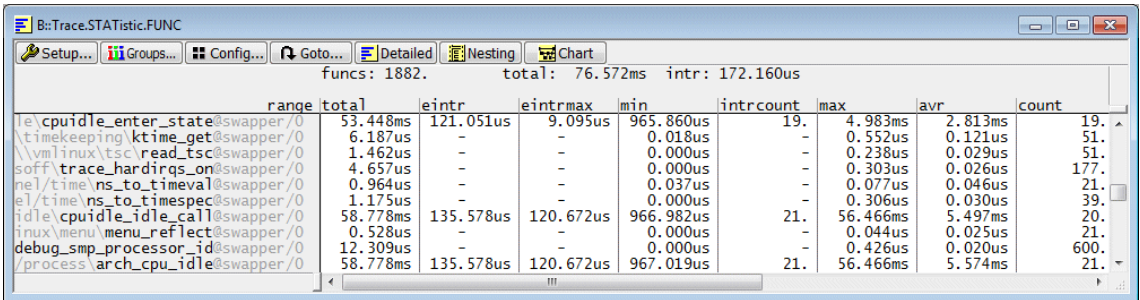 B::Trace.STATistic.FUNC
Setup... Groups... Config... Goto... Detailed Nesting Chart
funcs: 1882. total: 76.572ms intr: 172.160us
range total eintr eintrmax min intrcount max avr count
le\cpuidle_enter_state@swapper/0 53.448ms 121.051us 9.095us 965.860us 19. 4.983ms 2.813ms 19.
\timekeeping\ktime_get@swapper/0 6.187us - - 0.018us - 0.552us 0.121us 51.
\\vmlinux\tsc\read_tsc@swapper/0 1.462us - - 0.000us - 0.238us 0.029us 51.
soff\trace_hardirqs_on@swapper/0 4.657us - - 0.000us - 0.303us 0.026us 177.
nel/time\ns_to_timeval@swapper/0 0.964us - - 0.037us - 0.077us 0.046us 21.
el/time\ns_to_timespec@swapper/0 1.175us - - 0.000us - 0.306us 0.030us 39.
idle\cpuidle_idle_call@swapper/0 58.778ms 135.578us 120.672us 966.982us 21. 56.466ms 5.497ms 20.
inux\menu\menu_reflect@swapper/0 0.528us - - 0.000us - 0.044us 0.025us 21.
debug_smp_processor_id@swapper/0 12.309us - - 0.000us - 0.426us 0.020us 600.
/process\arch_cpu_idle@swapper/0 58.778ms 135.578us 120.672us 967.019us 21. 56.466ms 5.574ms 21.